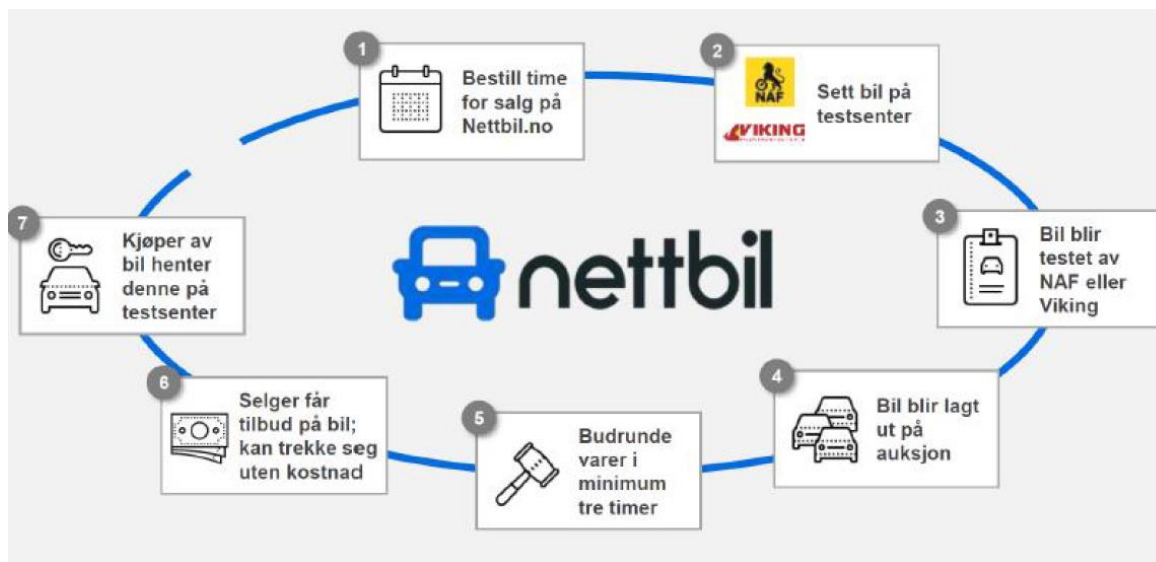 1
Bestill time
for salg på
Nettbil.no
2
NAF
VIKING
Sett bil på
testsenter
3
Bil blir
testet av
NAF eller
Viking
4
Bil blir lagt
ut på
auksjon
5
Budrunde
varer i
minimum
tre timer
6
Selger får
tilbud på bil;
kan trekke seg
uten kostnad
7
Kjøper av
bil henter
denne på
testsenter
nettbil